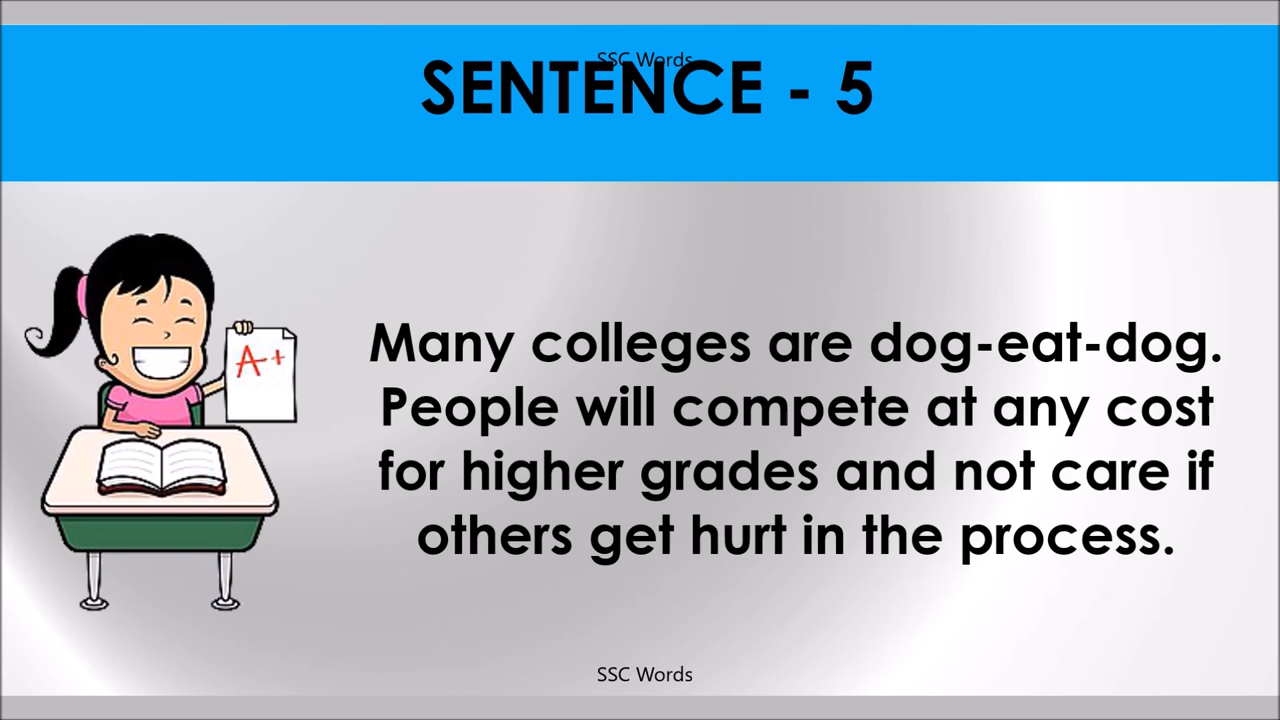 SSC Words
SENTENCE - 5
A+
Many colleges are dog-eat-dog.
People will compete at any cost
for higher grades and not care if
others get hurt in the process.
SSC Words